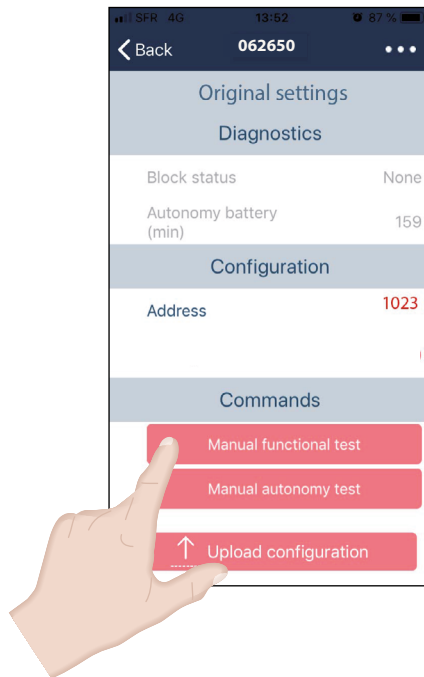 SFR 4G 13:52 87 %
Back 062650
Original settings
Diagnostics
Block status None
Autonomy battery
(min) 159
Configuration
Address 1023
Commands
Manual functional test
Manual autonomy test
Upload configuration